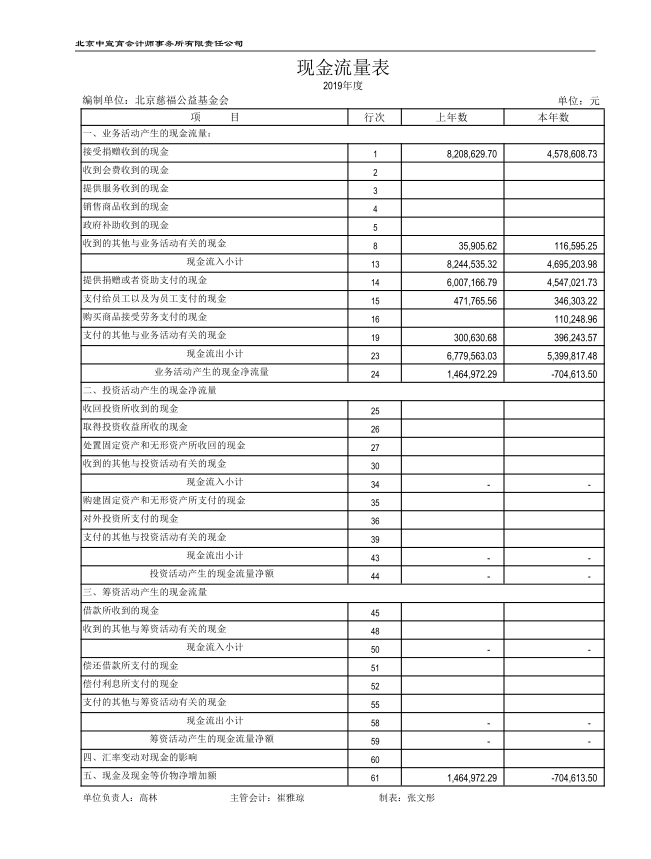 北京中宣育会计师事务所有限责任公司
现金流量表
2019年度
编制单位：北京慈福公益基金会 单位：元
项 目 行次 上年数 本年数
一、业务活动产生的现金流量：
接受捐赠收到的现金 1 8,208,629.70 4,578,608.73
收到会费收到的现金 2
提供服务收到的现金 3
销售商品收到的现金 4
政府补助收到的现金 5
收到的其他与业务活动有关的现金 8 35,905.62 116,595.25
现金流入小计 13 8,244,535.32 4,695,203.98
提供捐赠或者资助支付的现金 14 6,007,166.79 4,547,021.73
支付给员工以及为员工支付的现金 15 471,765.56 346,303.22
购买商品接受劳务支付的现金 16 110,248.96
支付的其他与业务活动有关的现金 19 300,630.68 396,243.57
现金流出小计 23 6,779,563.03 5,399,817.48
业务活动产生的现金净流量 24 1,464,972.29 -704,613.50
二、投资活动产生的现金净流量
收回投资所收到的现金 25
取得投资收益所收的现金 26
处置固定资产和无形资产所收回的现金 27
收到的其他与投资活动有关的现金 30
现金流入小计 34 - -
购建固定资产和无形资产所支付的现金 35
对外投资所支付的现金 36
支付的其他与投资活动有关的现金 39
现金流出小计 43 - -
投资活动产生的现金流量净额 44 - -
三、筹资活动产生的现金流量
借款所收到的现金 45
收到的其他与筹资活动有关的现金 48
现金流入小计 50 - -
偿还借款所支付的现金 51
偿付利息所支付的现金 52
支付的其他与筹资活动有关的现金 55
现金流出小计 58 - -
筹资活动产生的现金流量净额 59 - -
四、汇率变动对现金的影响 60
五、现金及现金等价物净增加额 61 1,464,972.29 -704,613.50
单位负责人：高林 主管会计：崔雅琼 制表：张文彤